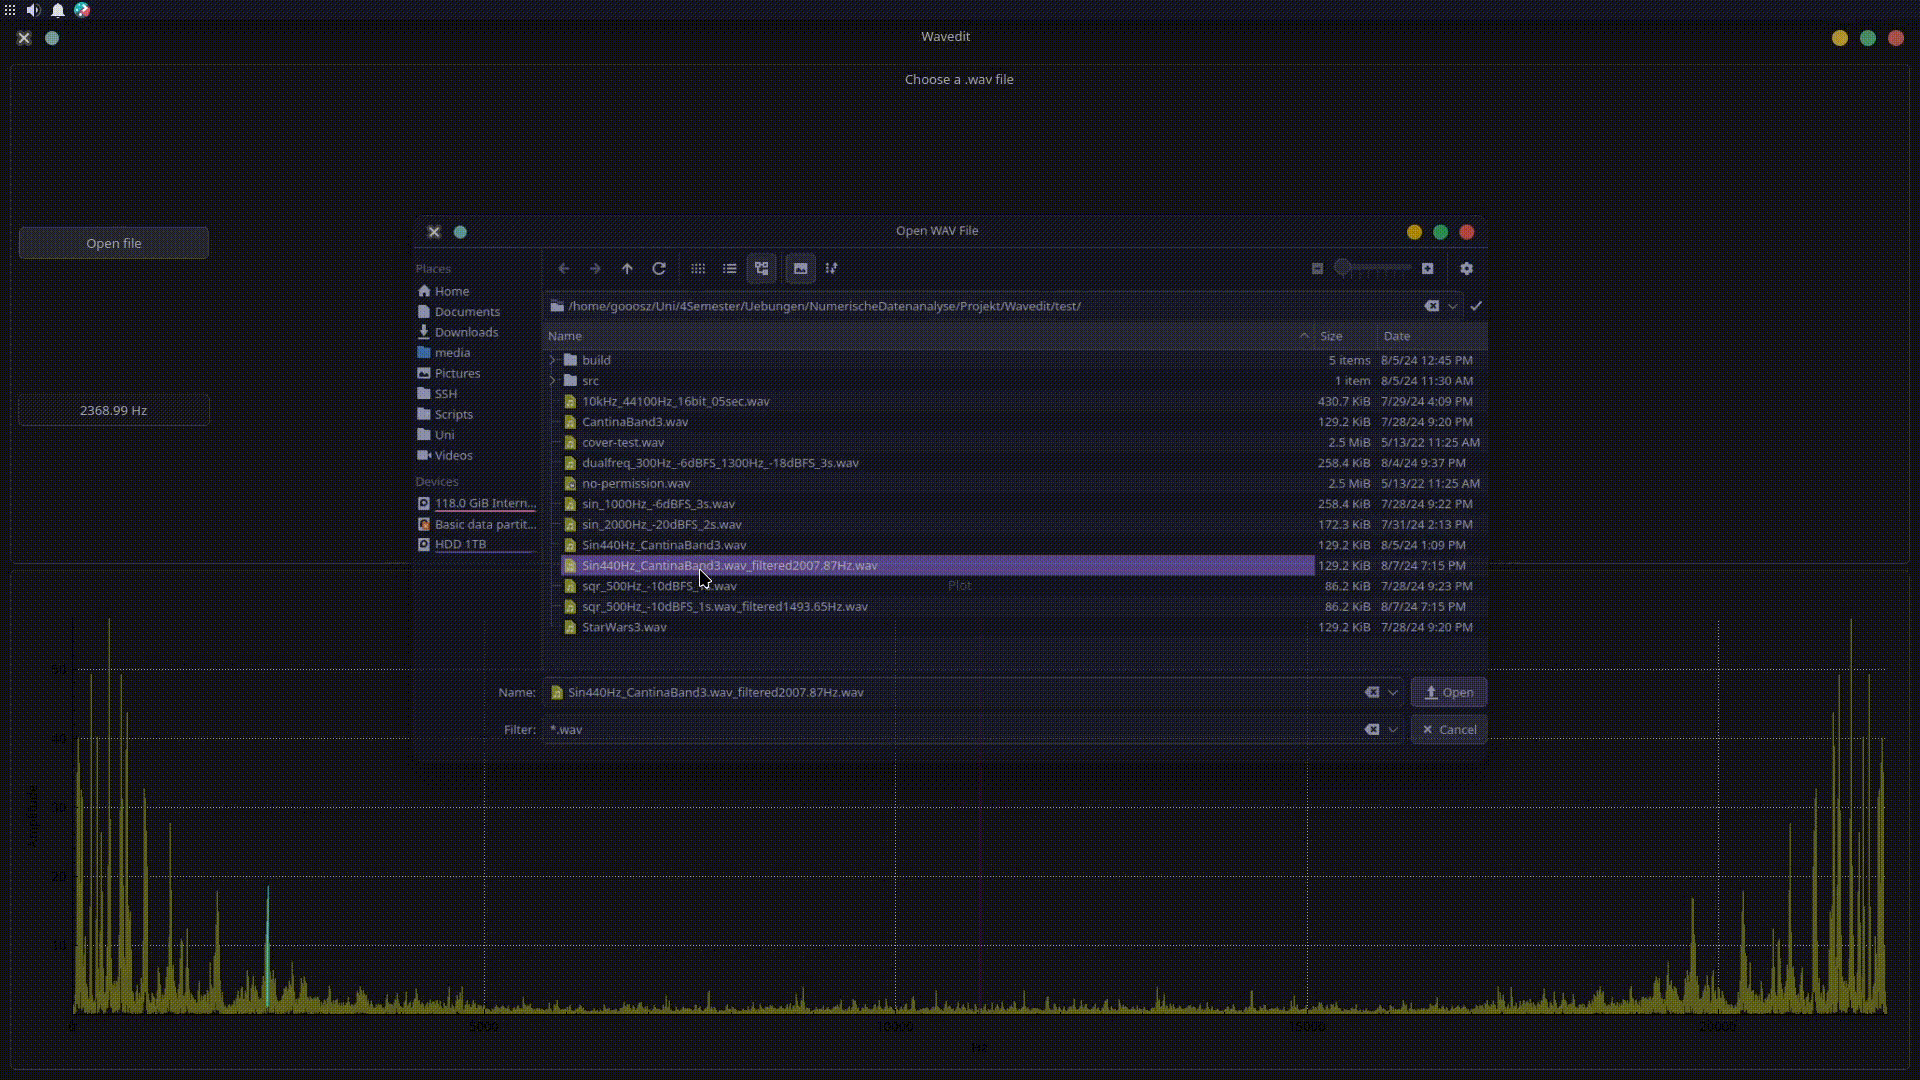 Wavedit
Choose a .wav file
Open file
2368.99 Hz
Open WAV File
Places
Home
Documents
Downloads
media
Pictures
SSH
Scripts
Uni
Videos
Devices
118.0 GiB Intern...
Basic data partit...
HDD 1TB
/home/gooosz/Uni/4Semester/Uebungen/NumerischeDatenanalyse/Projekt/Wavedit/test/
Name Size Date
build 5 items 8/5/24 12:45 PM
src 1 item 8/5/24 11:30 AM
10kHz_44100Hz_16bit_05sec.wav 430.7 KiB 7/29/24 4:09 PM
CantinaBand3.wav 129.2 KiB 7/28/24 9:20 PM
cover-test.wav 2.5 MiB 5/13/22 11:25 AM
dualfreq_300Hz_-6dBFS_1300Hz_-18dBFS_3s.wav 258.4 KiB 8/4/24 9:37 PM
no-permission.wav 2.5 MiB 5/13/22 11:25 AM
sin_1000Hz_-6dBFS_3s.wav 258.4 KiB 7/28/24 9:22 PM
sin_2000Hz_-20dBFS_2s.wav 172.3 KiB 7/31/24 2:13 PM
Sin440Hz_CantinaBand3.wav 129.2 KiB 8/5/24 1:09 PM
Sin440Hz_CantinaBand3.wav_filtered2007.87Hz.wav 129.2 KiB 8/7/24 7:15 PM
sqr_500Hz_-10dBFS_1s.wav 86.2 KiB 7/28/24 9:23 PM
sqr_500Hz_-10dBFS_1s.wav_filtered1493.65Hz.wav 86.2 KiB 8/7/24 7:15 PM
StarWars3.wav 129.2 KiB 7/28/24 9:20 PM
Name: Sin440Hz_CantinaBand3.wav_filtered2007.87Hz.wav Open
Filter: *.wav Cancel
Plot
Amplitude
50
40
30
20
10
0 5000 10000 15000 20000
Hz